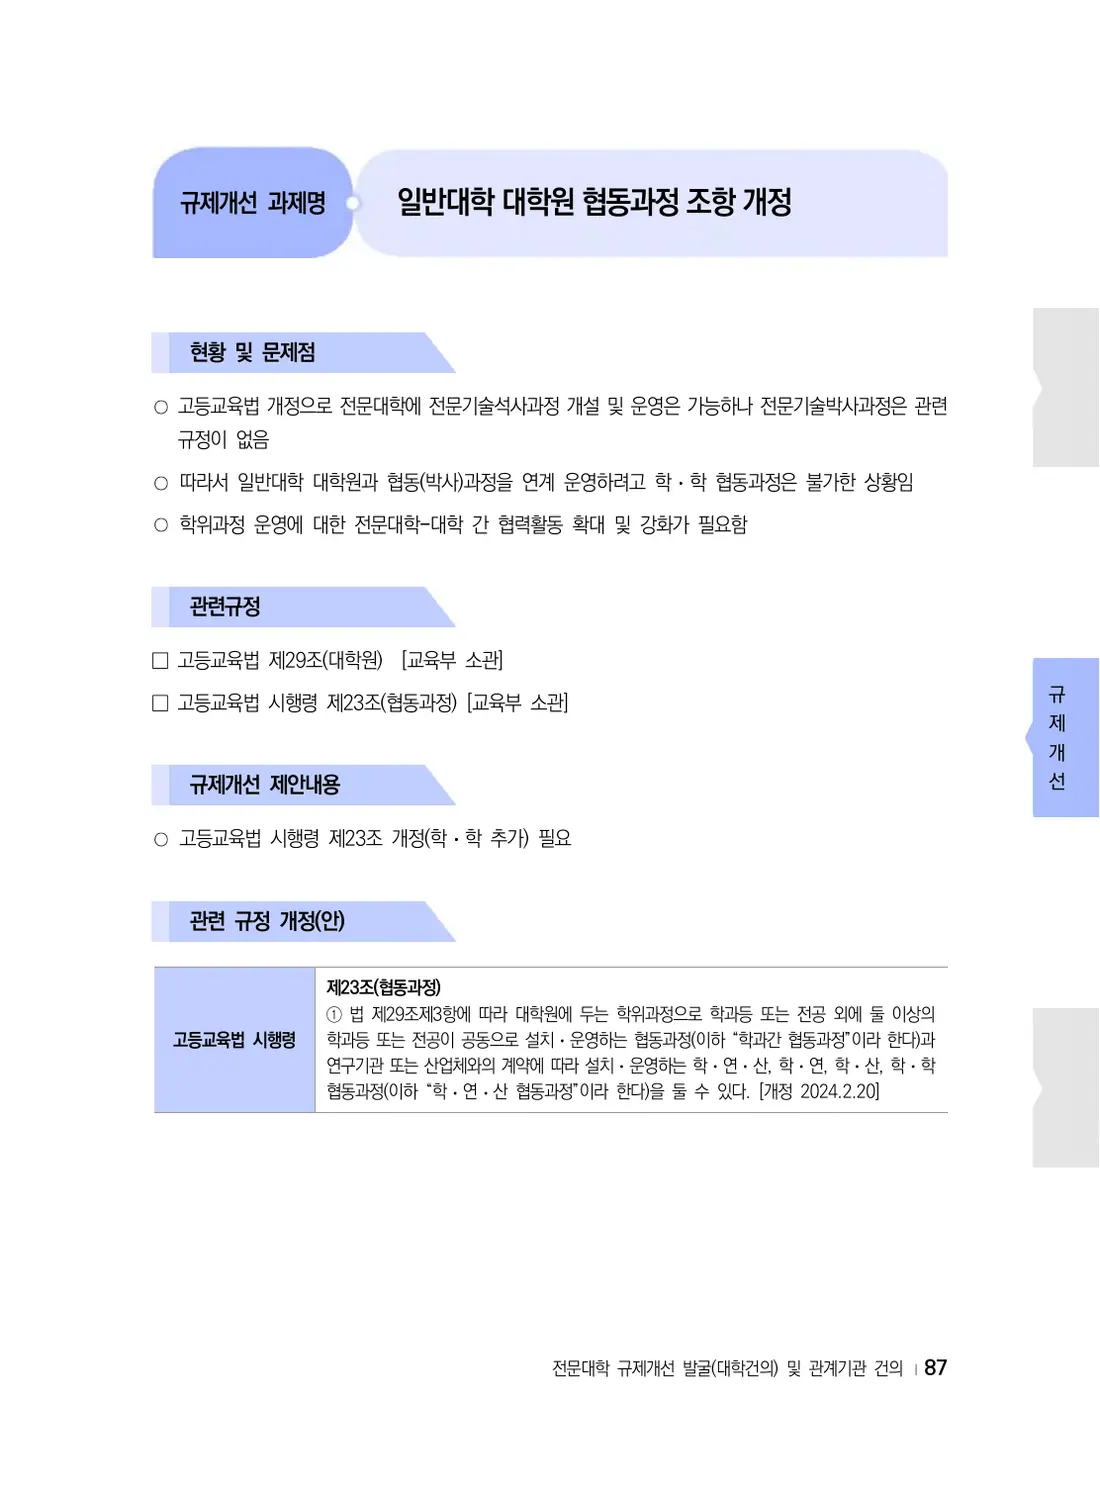 규제개선 과제명
일반대학 대학원 협동과정 조항 개정
현황 및 문제점
○ 고등교육법 개정으로 전문대학에 전문기술석사과정 개설 및 운영은 가능하나 전문기술박사과정은 관련
규정이 없음
○ 따라서 일반대학 대학원과 협동(박사)과정을 연계 운영하려고 학·학 협동과정은 불가한 상황임
○ 학위과정 운영에 대한 전문대학-대학 간 협력활동 확대 및 강화가 필요함
관련규정
□ 고등교육법 제29조(대학원) [교육부 소관]
□ 고등교육법 시행령 제23조(협동과정) [교육부 소관]
규제개선 제안내용
○ 고등교육법 시행령 제23조 개정(학·학 추가) 필요
관련 규정 개정(안)
고등교육법 시행령
제23조(협동과정)
① 법 제29조제3항에 따라 대학원에 두는 학위과정으로 학과등 또는 전공 외에 둘 이상의
학과등 또는 전공이 공동으로 설치·운영하는 협동과정(이하 “학과간 협동과정”이라 한다)과
연구기관 또는 산업체와의 계약에 따라 설치·운영하는 학·연·산, 학·연, 학·산, 학·학
협동과정(이하 “학·연·산 협동과정”이라 한다)을 둘 수 있다. [개정 2024.2.20]
규
제
개
선
전문대학 규제개선 발굴(대학건의) 및 관계기관 건의 | 87